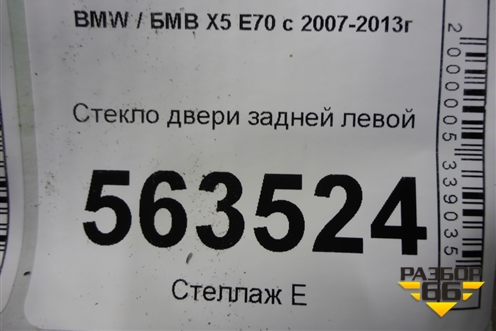 BMW / БМВ X5 E70 с 2007-2013г
Стекло двери задней левой
563524
Стеллаж Е
2000005339035
РАЗБОР
66